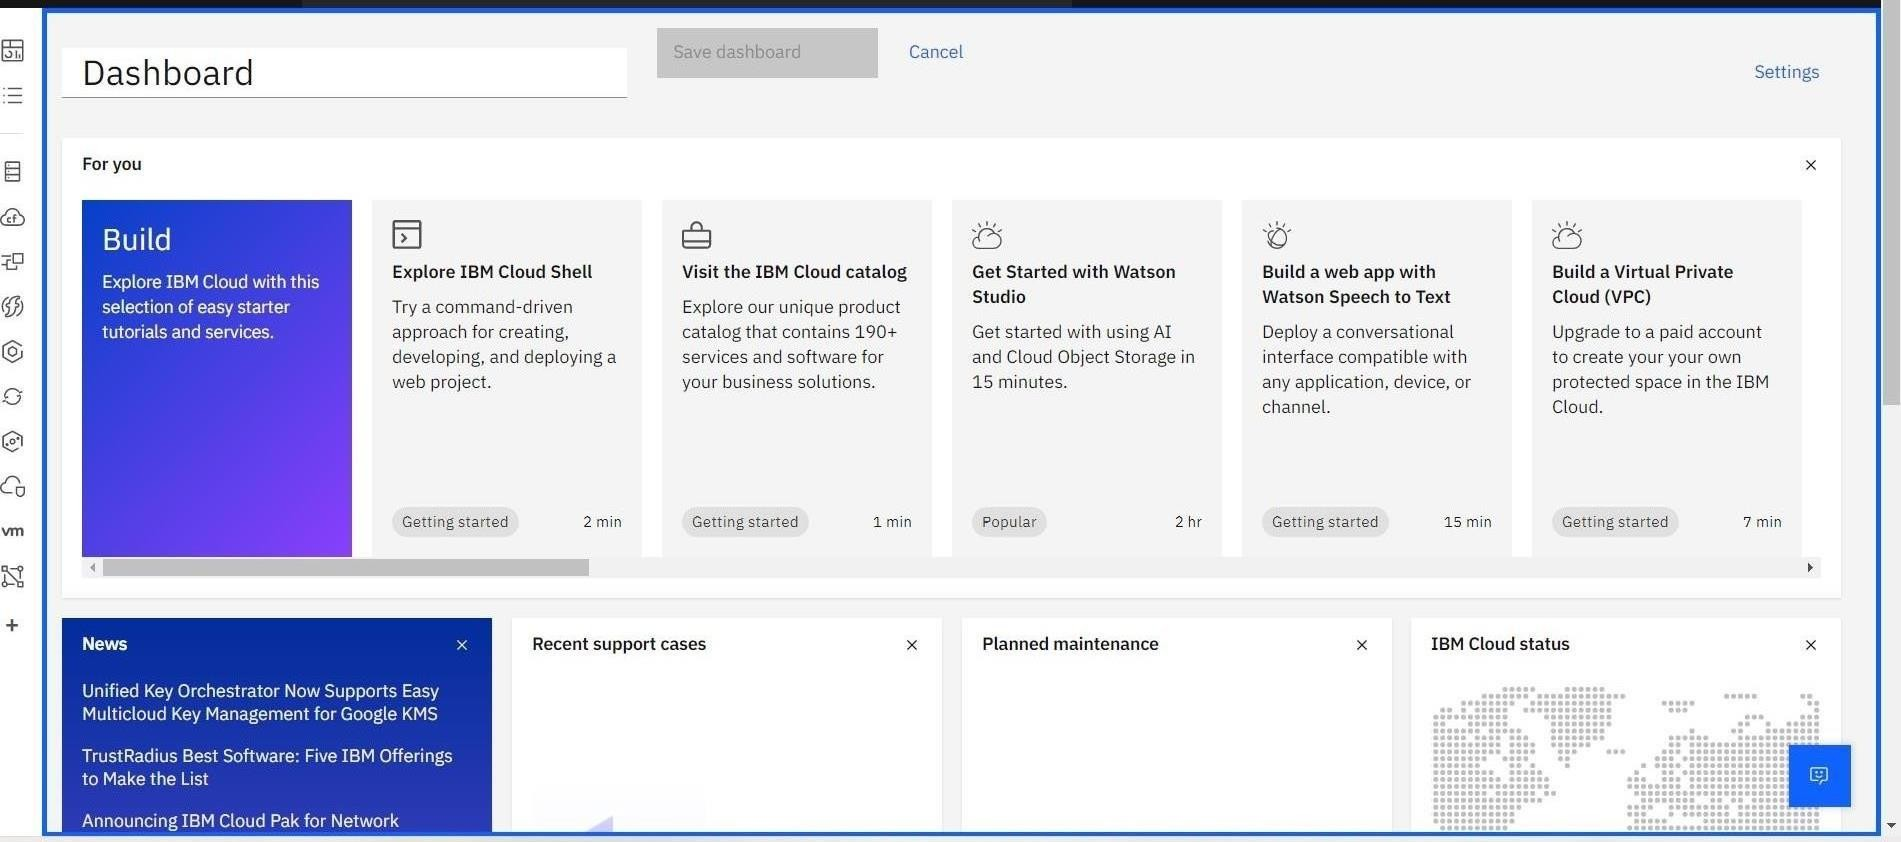 Dashboard
Save dashboard
Cancel
Settings
For you
Build
Explore IBM Cloud with this
selection of easy starter
tutorials and services.
Explore IBM Cloud Shell
Try a command-driven
approach for creating,
developing, and deploying a
web project.
Getting started
2 min
Visit the IBM Cloud catalog
Explore our unique product
catalog that contains 190+
services and software for
your business solutions.
Getting started
1 min
Get Started with Watson
Studio
Get started with using AI
and Cloud Object Storage in
15 minutes.
Popular
2 hr
Build a web app with
Watson Speech to Text
Deploy a conversational
interface compatible with
any application, device, or
channel.
Getting started
15 min
Build a Virtual Private
Cloud (VPC)
Upgrade to a paid account
to create your your own
protected space in the IBM
Cloud.
Getting started
7 min
cf
vm
News
Unified Key Orchestrator Now Supports Easy
Multicloud Key Management for Google KMS
TrustRadius Best Software: Five IBM Offerings
to Make the List
Announcing IBM Cloud Pak for Network
Recent support cases
Planned maintenance
IBM Cloud status